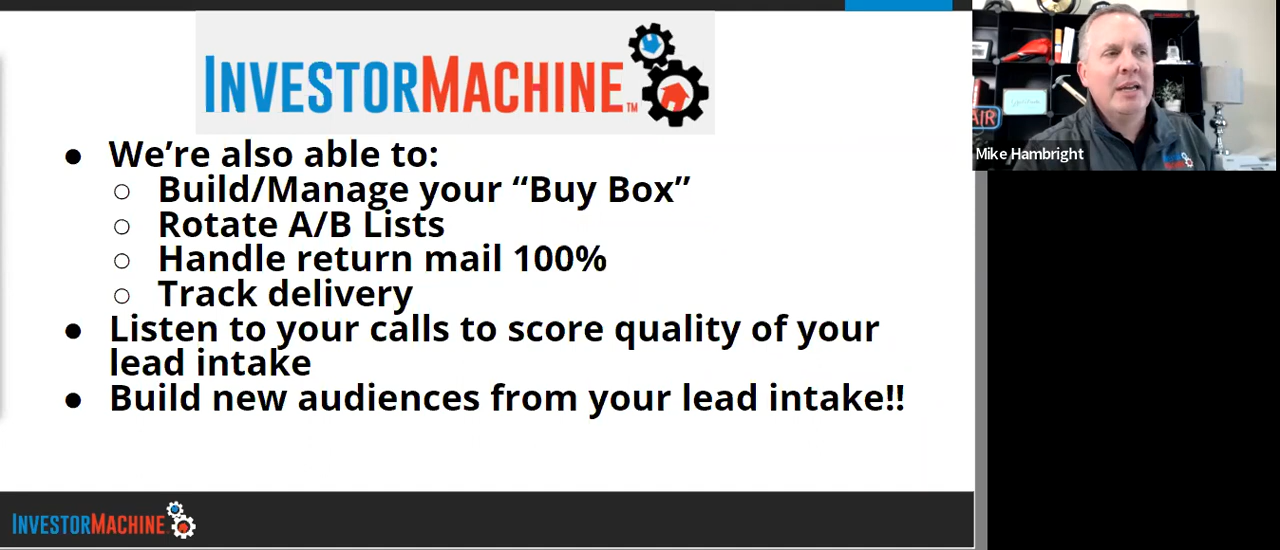 INVESTORMACHINE™
● We’re also able to:
○ Build/Manage your “Buy Box”
○ Rotate A/B Lists
○ Handle return mail 100%
○ Track delivery
● Listen to your calls to score quality of your
lead intake
● Build new audiences from your lead intake!!
INVESTORMACHINE
AIR
Mike Hambright